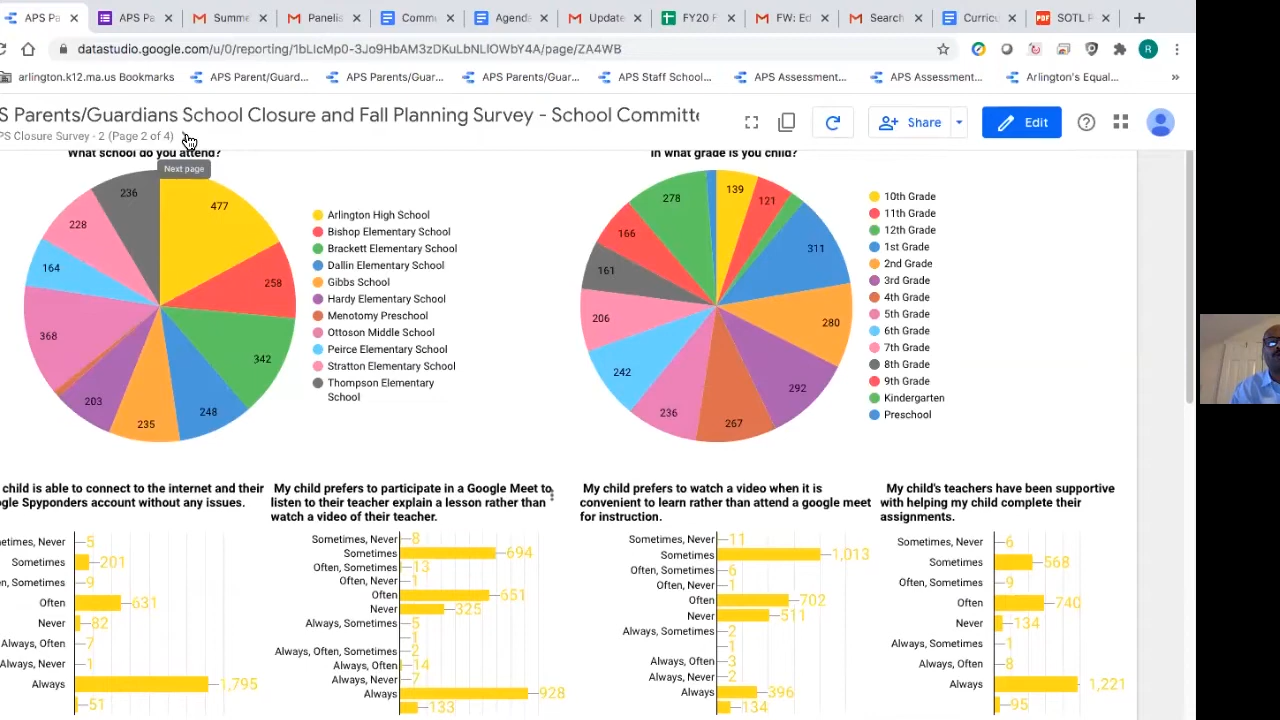 APS Pa
APS Pa
Summe
Panelis
Comm
Agenda
Update
FY20 F
FW: Ed
Search
Curricu
SOTL P
datastudio.google.com/u/0/reporting/1bLIcMp0-3Jo9HbAM3zDKuLbNLIOWbY4A/page/ZA4WB
R
arlington.k12.ma.us Bookmarks
APS Parent/Guard...
APS Parents/Guar...
APS Parents/Guar...
APS Staff School...
APS Assessment...
APS Assessment...
Arlington's Equal...
»
S Parents/Guardians School Closure and Fall Planning Survey - School Committe
Share
Edit
PS Closure Survey - 2 (Page 2 of 4)
Next page
What school do you attend?
236
477
228
164
258
368
342
203
235
248
Arlington High School
Bishop Elementary School
Brackett Elementary School
Dallin Elementary School
Gibbs School
Hardy Elementary School
Menotomy Preschool
Ottoson Middle School
Peirce Elementary School
Stratton Elementary School
Thompson Elementary
School
In what grade is you child?
278
139
121
166
311
161
206
280
242
292
236
267
10th Grade
11th Grade
12th Grade
1st Grade
2nd Grade
3rd Grade
4th Grade
5th Grade
6th Grade
7th Grade
8th Grade
9th Grade
Kindergarten
Preschool
child is able to connect to the internet and their
ogle Spyponders account without any issues.
etimes, Never 5
Sometimes 201
n, Sometimes 9
Often 631
Never 82
Always, Often 7
Always, Never 1
Always 1,795
51
My child prefers to participate in a Google Meet to
listen to their teacher explain a lesson rather than
watch a video of their teacher.
Sometimes, Never 8
Sometimes 694
Often, Sometimes 13
Often, Never 1
Often 651
Never 325
Always, Sometimes 5
1
Always, Often, Sometimes 2
Always, Often 14
Always, Never 7
Always 928
133
My child prefers to watch a video when it is
convenient to learn rather than attend a google meet
for instruction.
Sometimes, Never 11
Sometimes 1,013
Often, Sometimes 6
Often, Never 1
Often 702
Never 511
Always, Sometimes 2
1
Always, Often 3
Always, Never 2
Always 396
134
My child's teachers have been supportive
with helping my child complete their
assignments.
Sometimes, Never 6
Sometimes 568
Often, Sometimes 9
Often 740
Never 134
Always, Sometimes 1
Always, Often 8
Always 1,221
95